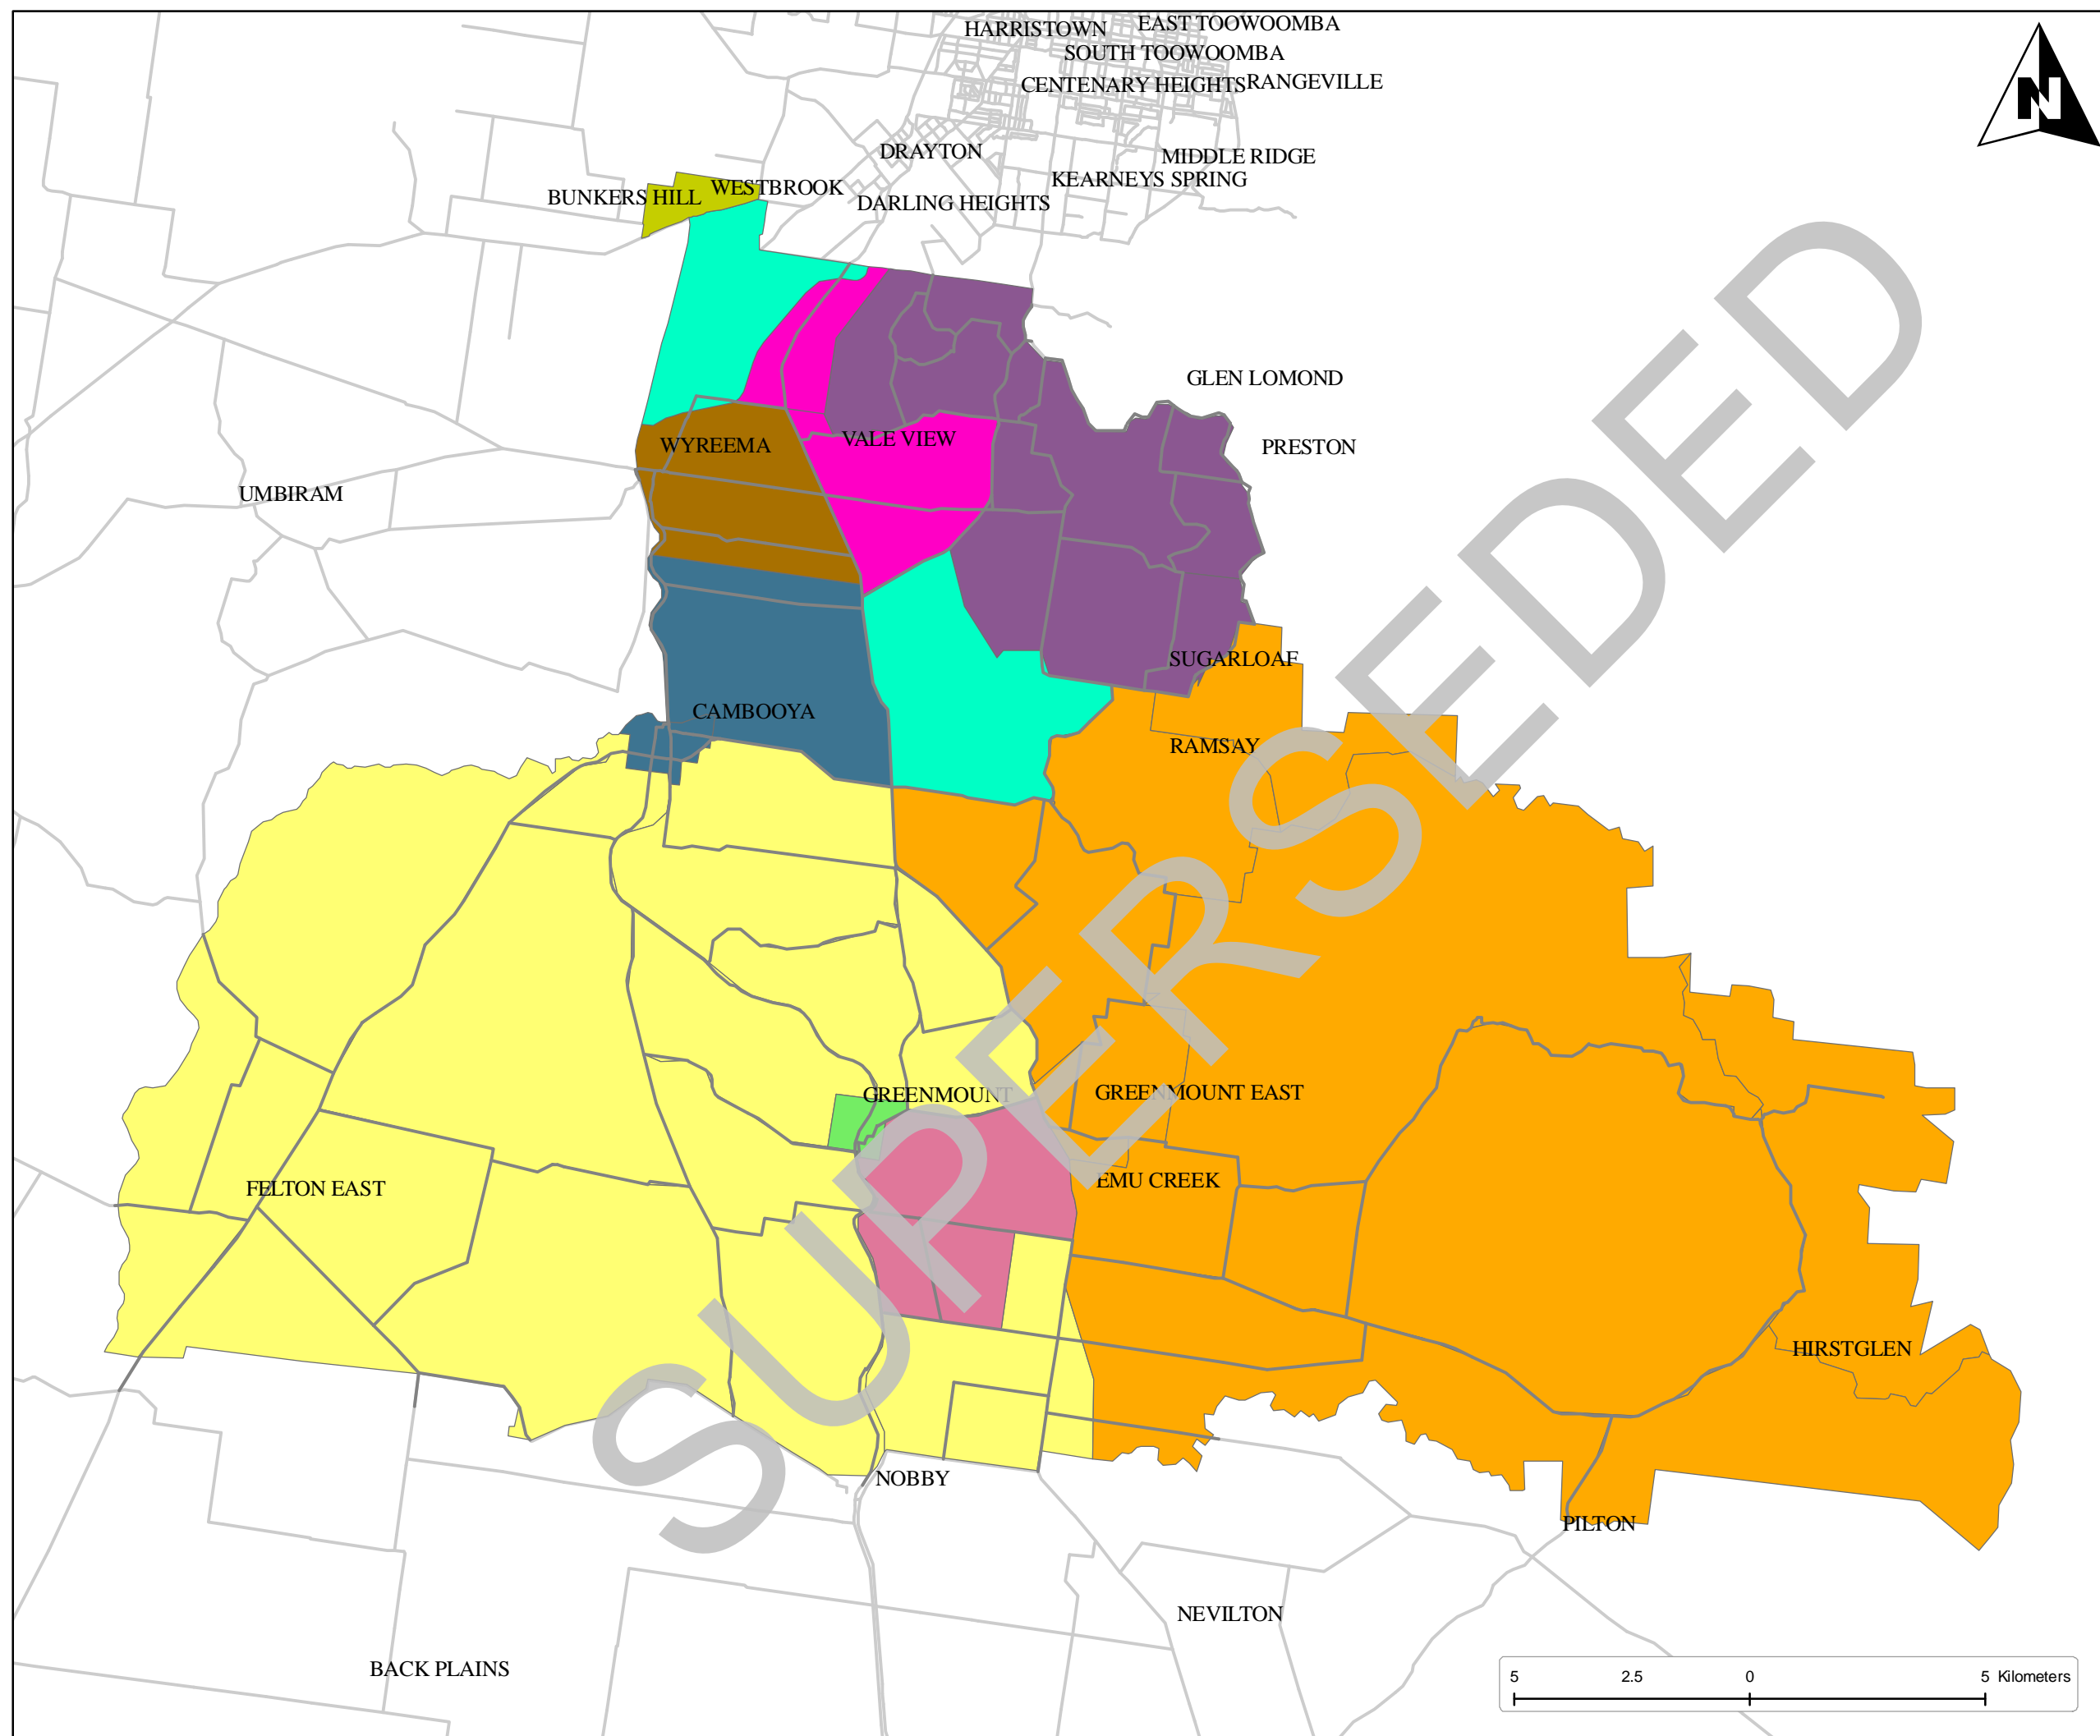 HARRISTOWN
EAST TOOWOOMBA
SOUTH TOOWOOMBA
CENTENARY HEIGHTS
RANGEVILLE
N
DRAYTON
MIDDLE RIDGE
KEARNEYS SPRING
BUNKERS HILL
WESTBROOK
DARLING HEIGHTS
GLEN LOMOND
WYREEMA
VALE VIEW
PRESTON
UMBIRAM
SUGARLOAF
CAMBOOYA
RAMSAY
SUPERSEDED
GREENMOUNT
GREENMOUNT EAST
FELTON EAST
EMU CREEK
HIRSTGLEN
NOBBY
PILTON
NEVILTON
BACK PLAINS
5 2.5 0 5 Kilometers